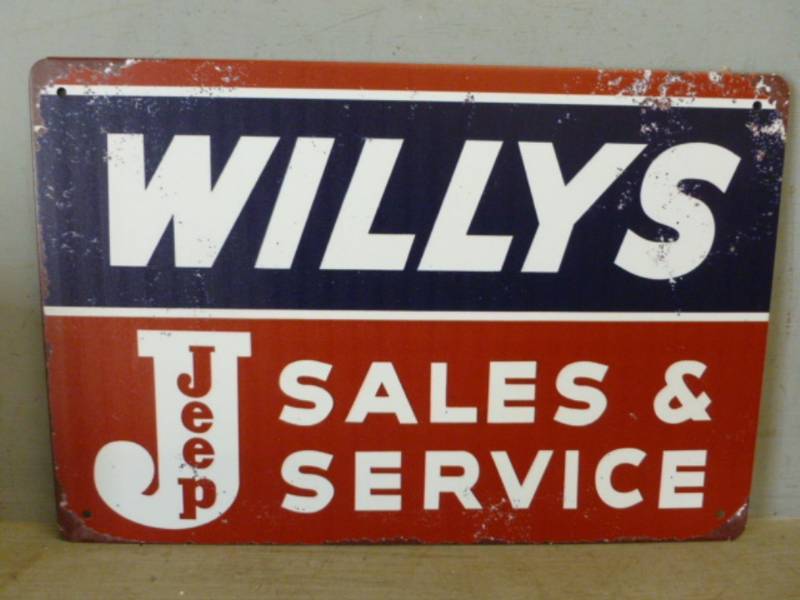 WILLYS
J
Jeep
SALES &
SERVICE